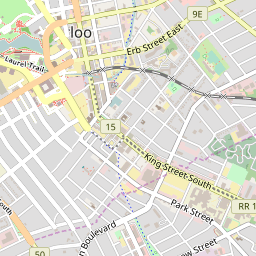 9E
loo
Erb Street East
Laurel Trail
15
King Street South
RR 1
Park Street
50
n Boulevard
w Street